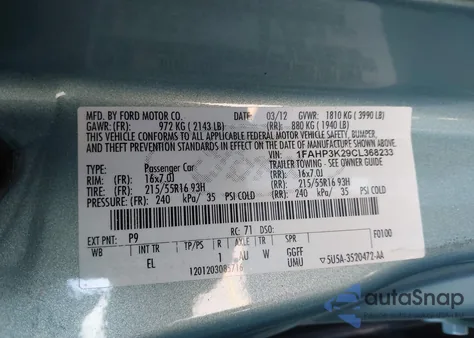 MFD. BY FORD MOTOR CO. 03/12 GVWR: 1810 KG ( 3990 LB)
GAWR: (FR): 972 KG ( 2143 LB) (RR): 880 KG ( 1940 LB)
THIS VEHICLE CONFORMS TO ALL APPLICABLE FEDERAL MOTOR VEHICLE SAFETY, BUMPER,
AND THEFT PREVENTION STANDARDS IN EFFECT ON THE DATE OF MANUFACTURE SHOWN ABOVE.
VIN: 1FAHP3K29CL368233
TYPE: Passenger Car TRAILER TOWING - SEE OWNER GUIDE
RIM: (FR) 16x7.0J (RR): 16x7.0J
TIRES: (FR) 215/55R16 93H (RR): 215/55R16 93H
PRESSURE COLD: (FR) 240 kPa/ 35 PSI COLD (RR): 240 kPa/ 35 PSI COLD
EXT PNT: P9 RC: 71 DSO: F0100
WB INT TR TP/PS R AXLE TR SPR
EL 1 AU W GGFF
1201203085716 UMU 5U5A-3520472-AA
autoSnap